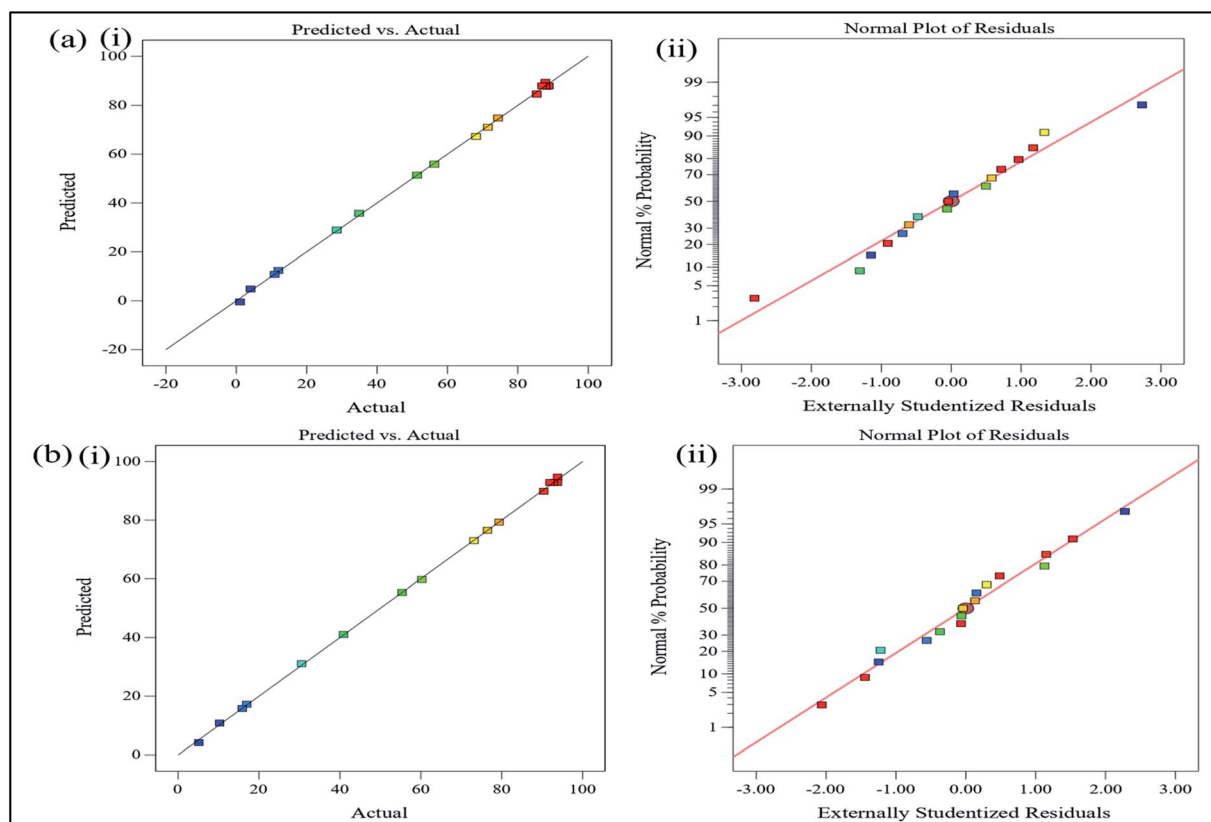 (a) (i)
Predicted vs. Actual
100
80
60
40
20
0
-20
Predicted
-20 0 20 40 60 80 100
Actual
(ii)
Normal Plot of Residuals
99
95
90
80
70
50
30
20
10
5
1
Normal % Probability
-3.00 -2.00 -1.00 0.00 1.00 2.00 3.00
Externally Studentized Residuals
(b) (i)
Predicted vs. Actual
100
80
60
40
20
0
Predicted
0 20 40 60 80 100
Actual
(ii)
Normal Plot of Residuals
99
95
90
80
70
50
30
20
10
5
1
Normal % Probability
-3.00 -2.00 -1.00 0.00 1.00 2.00 3.00
Externally Studentized Residuals